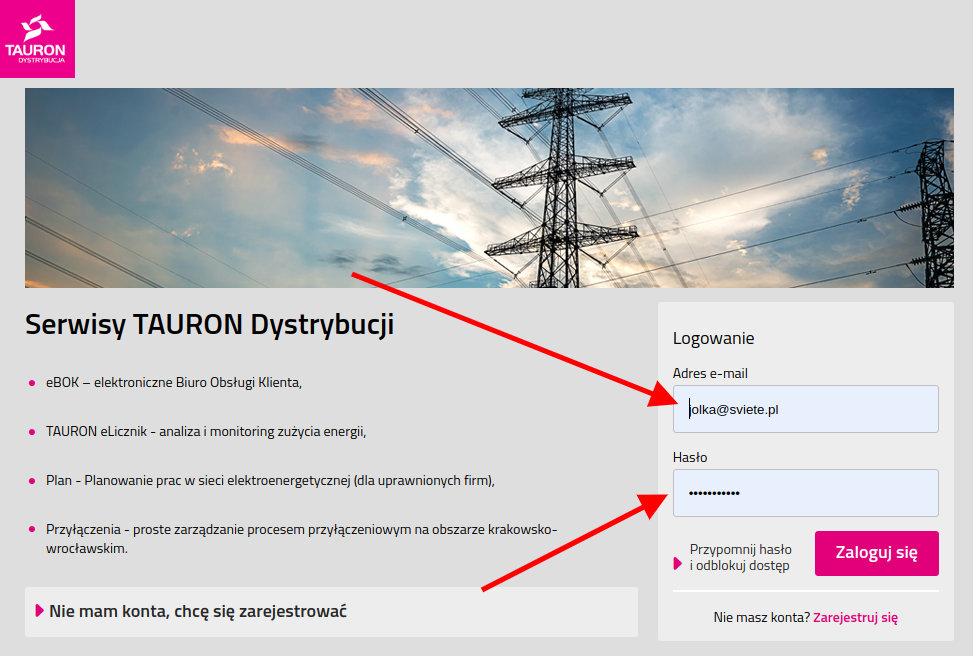 TAURON
DYSTRYBUCJA
Serwisy TAURON Dystrybucji
eBOK – elektroniczne Biuro Obsługi Klienta,
TAURON eLicznik - analiza i monitoring zużycia energii,
Plan - Planowanie prac w sieci elektroenergetycznej (dla uprawnionych firm),
Przyłączenia - proste zarządzanie procesem przyłączeniowym na obszarze krakowsko-
wrocławskim.
Nie mam konta, chcę się zarejestrować
Logowanie
Adres e-mail
jolka@sviete.pl
Hasło
•••••••••••
Przypomnij hasło
i odblokuj dostęp
Zaloguj się
Nie masz konta? Zarejestruj się